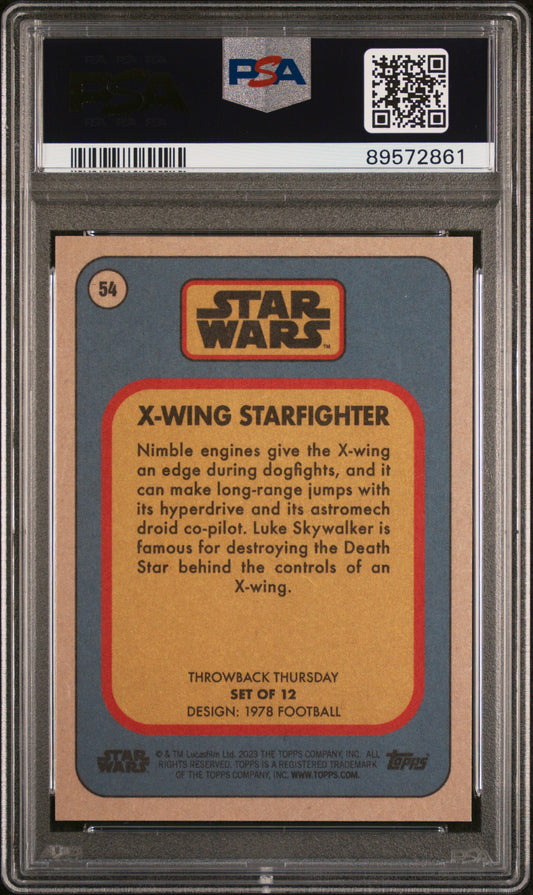 PSA
PSA
89572861
54
STAR
WARS
TM
X-WING STARFIGHTER
Nimble engines give the X-wing
an edge during dogfights, and it
can make long-range jumps with
its hyperdrive and its astromech
droid co-pilot. Luke Skywalker is
famous for destroying the Death
Star behind the controls of an
X-wing.
THROWBACK THURSDAY
SET OF 12
DESIGN: 1978 FOOTBALL
STAR
WARS
© & TM Lucasfilm Ltd. 2023 THE TOPPS COMPANY, INC. ALL
RIGHTS RESERVED. TOPPS IS A REGISTERED TRADEMARK
OF THE TOPPS COMPANY, INC. WWW.TOPPS.COM.
Topps
PSA